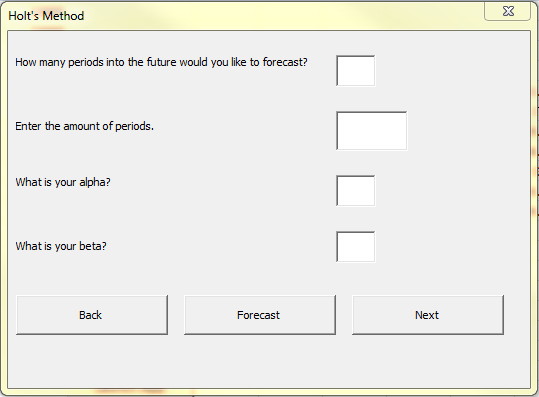 Holt's Method
How many periods into the future would you like to forecast?
Enter the amount of periods.
What is your alpha?
What is your beta?
Back Forecast Next